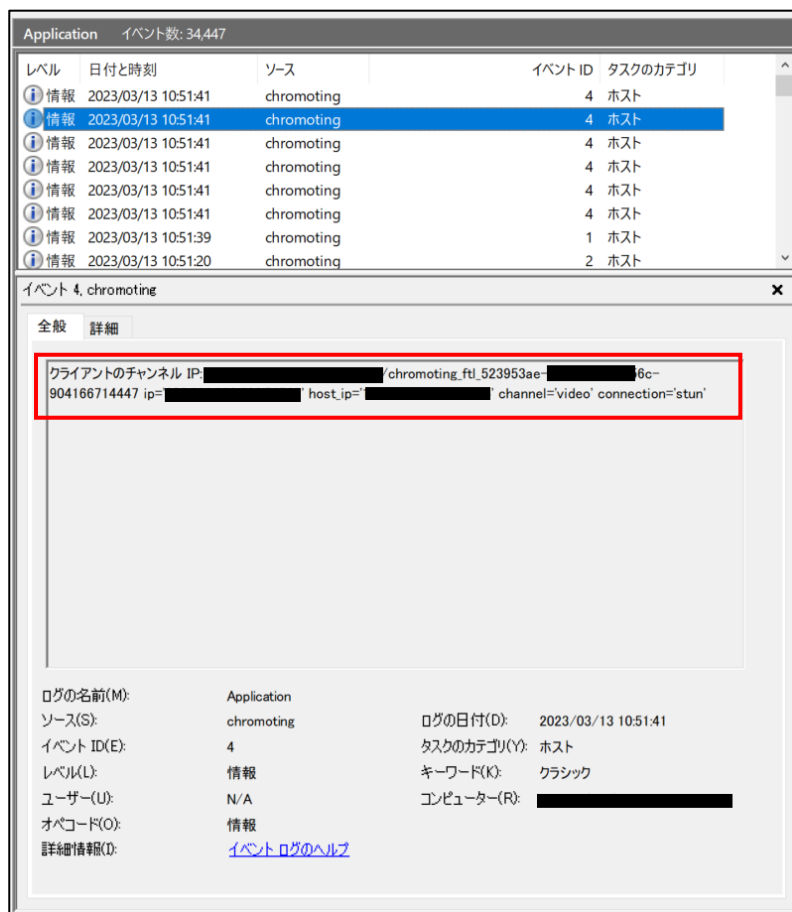 Application イベント数: 34,447
レベル 日付と時刻 ソース イベント ID タスクのカテゴリ
情報 2023/03/13 10:51:41 chromoting 4 ホスト
情報 2023/03/13 10:51:41 chromoting 4 ホスト
情報 2023/03/13 10:51:41 chromoting 4 ホスト
情報 2023/03/13 10:51:41 chromoting 4 ホスト
情報 2023/03/13 10:51:41 chromoting 4 ホスト
情報 2023/03/13 10:51:41 chromoting 4 ホスト
情報 2023/03/13 10:51:39 chromoting 1 ホスト
情報 2023/03/13 10:51:20 chromoting 2 ホスト
イベント 4, chromoting
全般 詳細
クライアントのチャンネル IP: /chromoting_ftl_523953ae- 6c-
904166714447 ip=' ' host_ip=' ' channel='video' connection='stun'
ログの名前(M): Application
ソース(S): chromoting ログの日付(D): 2023/03/13 10:51:41
イベント ID(E): 4 タスクのカテゴリ(Y): ホスト
レベル(L): 情報 キーワード(K): クラシック
ユーザー(U): N/A コンピューター(R):
オペコード(O): 情報
詳細情報(I): イベント ログのヘルプ